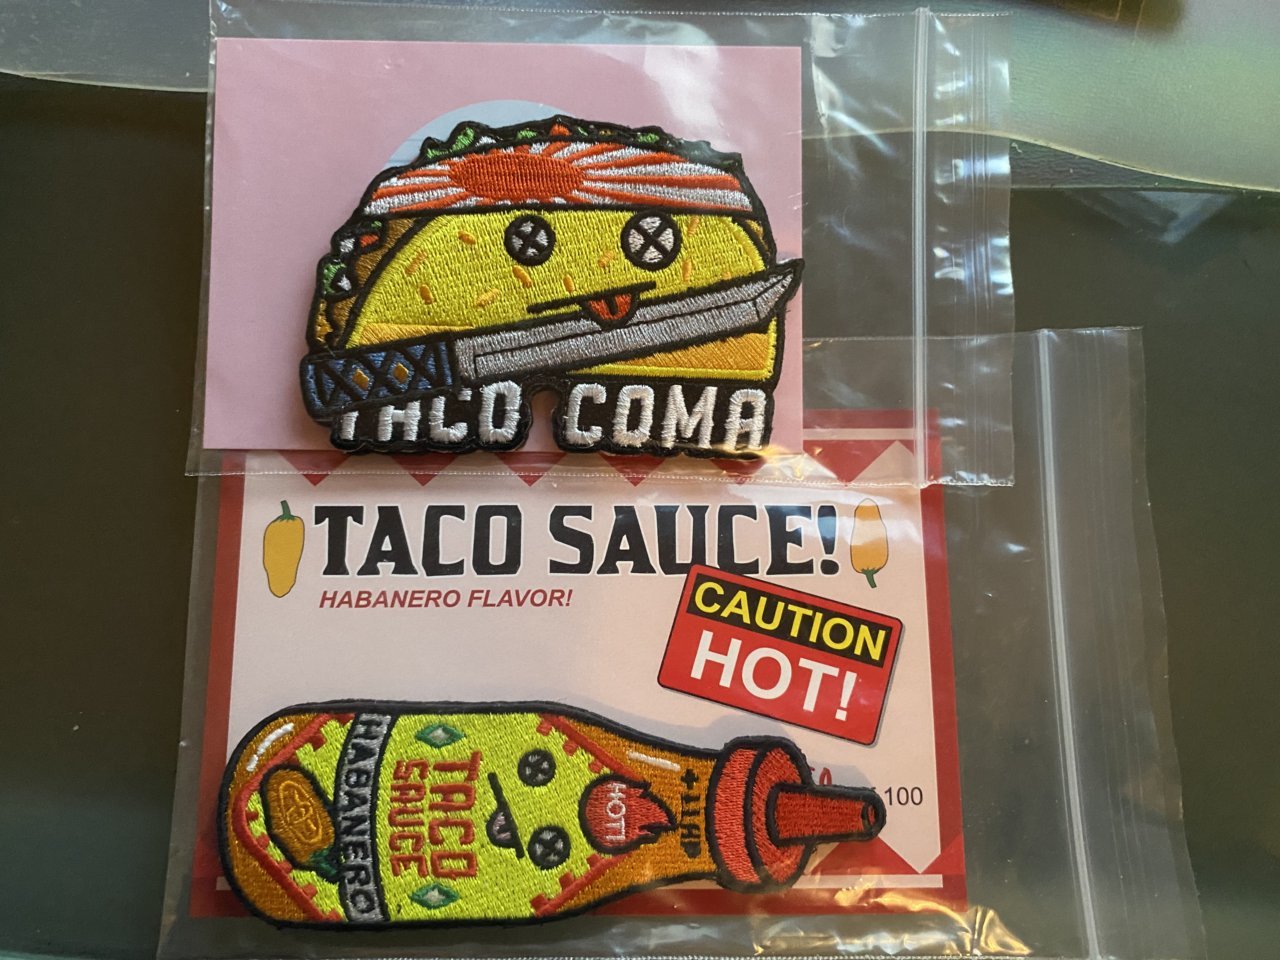 TACO COMA
TACO SAUCE!
HABANERO FLAVOR!
CAUTION
HOT!
100
HABANERO
TACO
SAUCE
HOT!